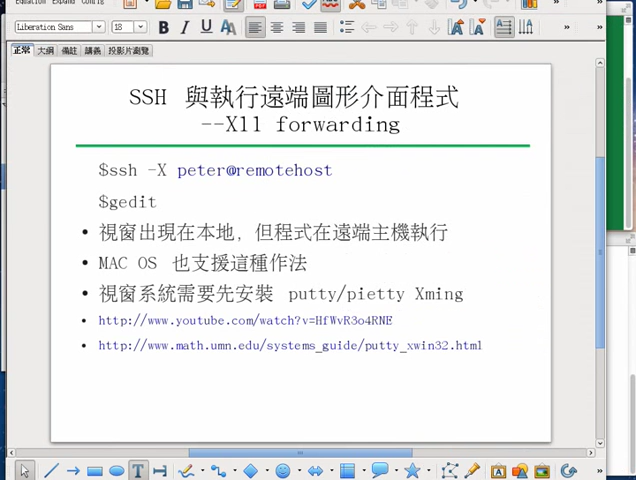 Liberation Sans
18
正常 大綱 備註 講義 投影片瀏覽
SSH 與執行遠端圖形介面程式
--X11 forwarding
$ssh -X peter@remotehost
$gedit
• 視窗出現在本地, 但程式在遠端主機執行
• MAC OS 也支援這種作法
• 視窗系統需要先安裝 putty/pietty Xming
• http://www.youtube.com/watch?v=HfWvR3o4RNE
• http://www.math.umn.edu/systems_guide/putty_xwin32.html